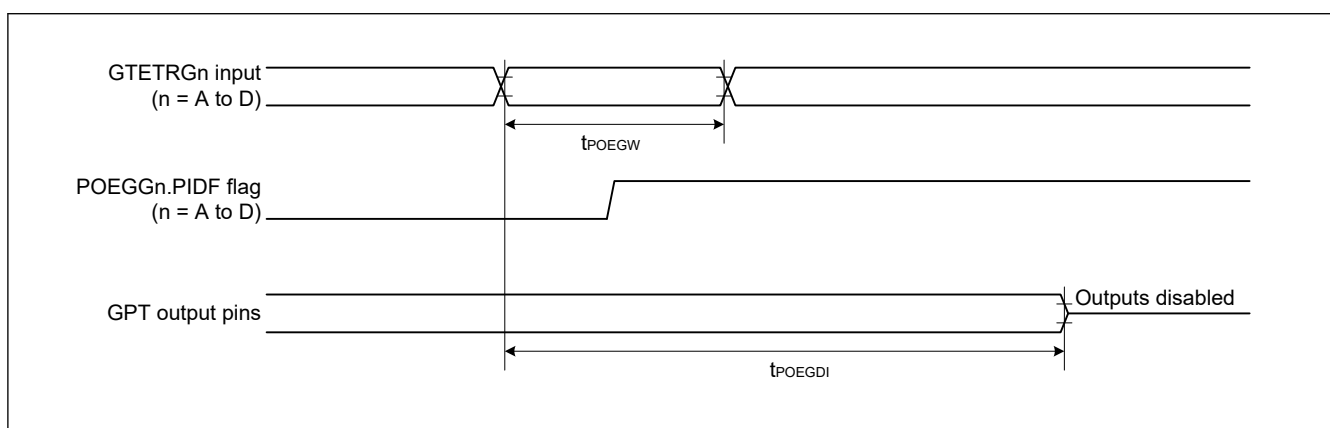 GTETRGn input
(n = A to D)
tPOEGW
POEGGn.PIDF flag
(n = A to D)
GPT output pins
Outputs disabled
tPOEGDI